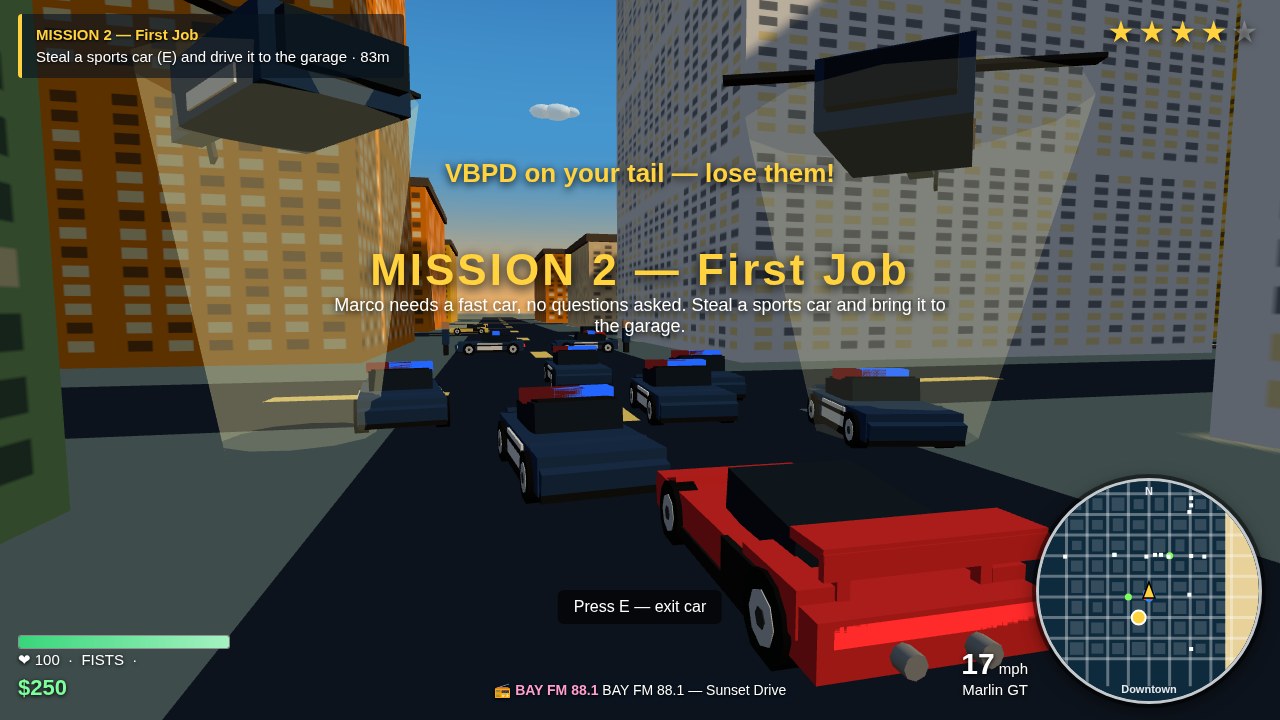 MISSION 2 — First Job
Steal a sports car (E) and drive it to the garage · 83m
★★★★★
VBPD on your tail — lose them!
MISSION 2 — First Job
Marco needs a fast car, no questions asked. Steal a sports car and bring it to
the garage.
Press E — exit car
N
Downtown
❤ 100 · FISTS ·
$250
17 mph
Marlin GT
📻 BAY FM 88.1 BAY FM 88.1 — Sunset Drive